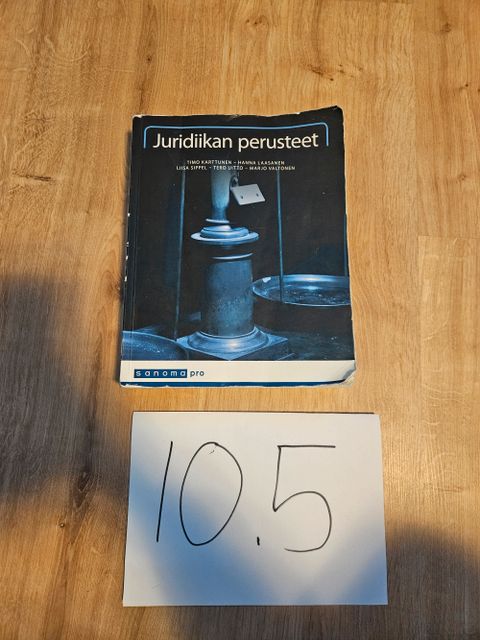 Juridiikan perusteet
TIMO KARTTUNEN – HANNA LAASANEN
LIISA SIPPEL – TERO UITTO – MARJO VALTONEN
sanoma pro
10.5